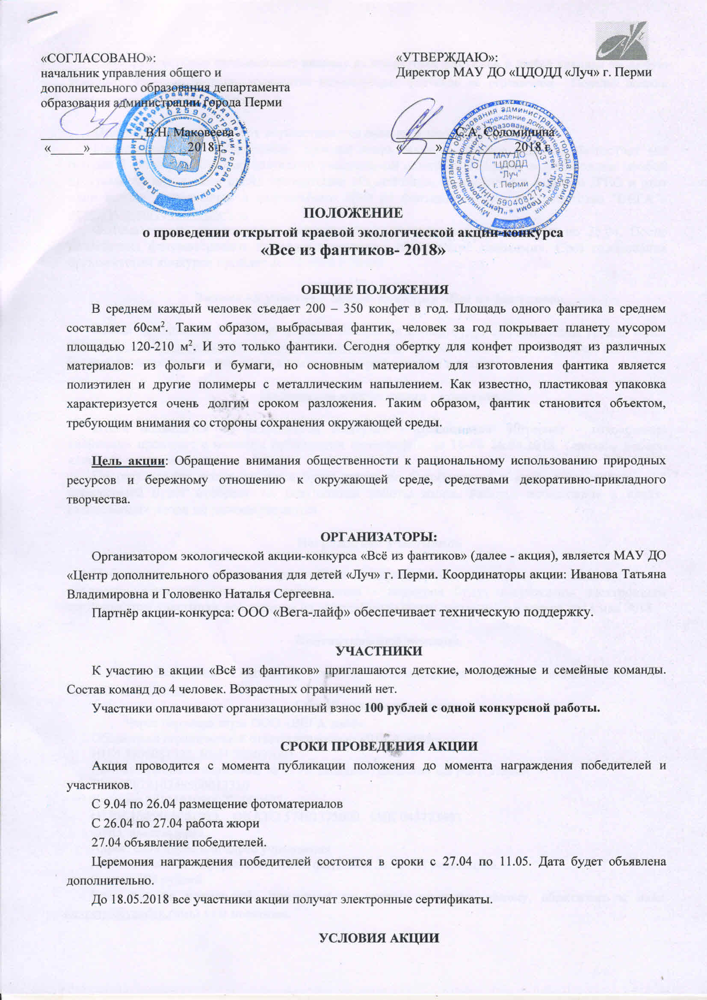 «СОГЛАСОВАНО»:
начальник управления общего и
дополнительного образования департамента
образования администрации города Перми
В.Н. Маковеева
«_____»_______________ 2018 г.
«УТВЕРЖДАЮ»:
Директор МАУ ДО «ЦДОДД «Луч» г. Перми
_________С.А. Соломинина
«_____»___________ 2018 г.
МАУ ДО
"ЦДОДД
"Луч"
г. Перми
ИНН 5904082729
ПОЛОЖЕНИЕ
о проведении открытой краевой экологической акции-конкурса
«Все из фантиков- 2018»
ОБЩИЕ ПОЛОЖЕНИЯ
В среднем каждый человек съедает 200 – 350 конфет в год. Площадь одного фантика в среднем
составляет 60см². Таким образом, выбрасывая фантик, человек за год покрывает планету мусором
площадью 120-210 м². И это только фантики. Сегодня обертку для конфет производят из различных
материалов: из фольги и бумаги, но основным материалом для изготовления фантика является
полиэтилен и другие полимеры с металлическим напылением. Как известно, пластиковая упаковка
характеризуется очень долгим сроком разложения. Таким образом, фантик становится объектом,
требующим внимания со стороны сохранения окружающей среды.
Цель акции: Обращение внимания общественности к рациональному использованию природных
ресурсов и бережному отношению к окружающей среде, средствами декоративно-прикладного
творчества.
ОРГАНИЗАТОРЫ:
Организатором экологической акции-конкурса «Всё из фантиков» (далее - акция), является МАУ ДО
«Центр дополнительного образования для детей «Луч» г. Перми. Координаторы акции: Иванова Татьяна
Владимировна и Головенко Наталья Сергеевна.
Партнёр акции-конкурса: ООО «Вега-лайф» обеспечивает техническую поддержку.
УЧАСТНИКИ
К участию в акции «Всё из фантиков» приглашаются детские, молодежные и семейные команды.
Состав команд до 4 человек. Возрастных ограничений нет.
Участники оплачивают организационный взнос 100 рублей с одной конкурсной работы.
СРОКИ ПРОВЕДЕНИЯ АКЦИИ
Акция проводится с момента публикации положения до момента награждения победителей и
участников.
С 9.04 по 26.04 размещение фотоматериалов
С 26.04 по 27.04 работа жюри
27.04 объявление победителей.
Церемония награждения победителей состоится в сроки с 27.04 по 11.05. Дата будет объявлена
дополнительно.
До 18.05.2018 все участники акции получат электронные сертификаты.
УСЛОВИЯ АКЦИИ